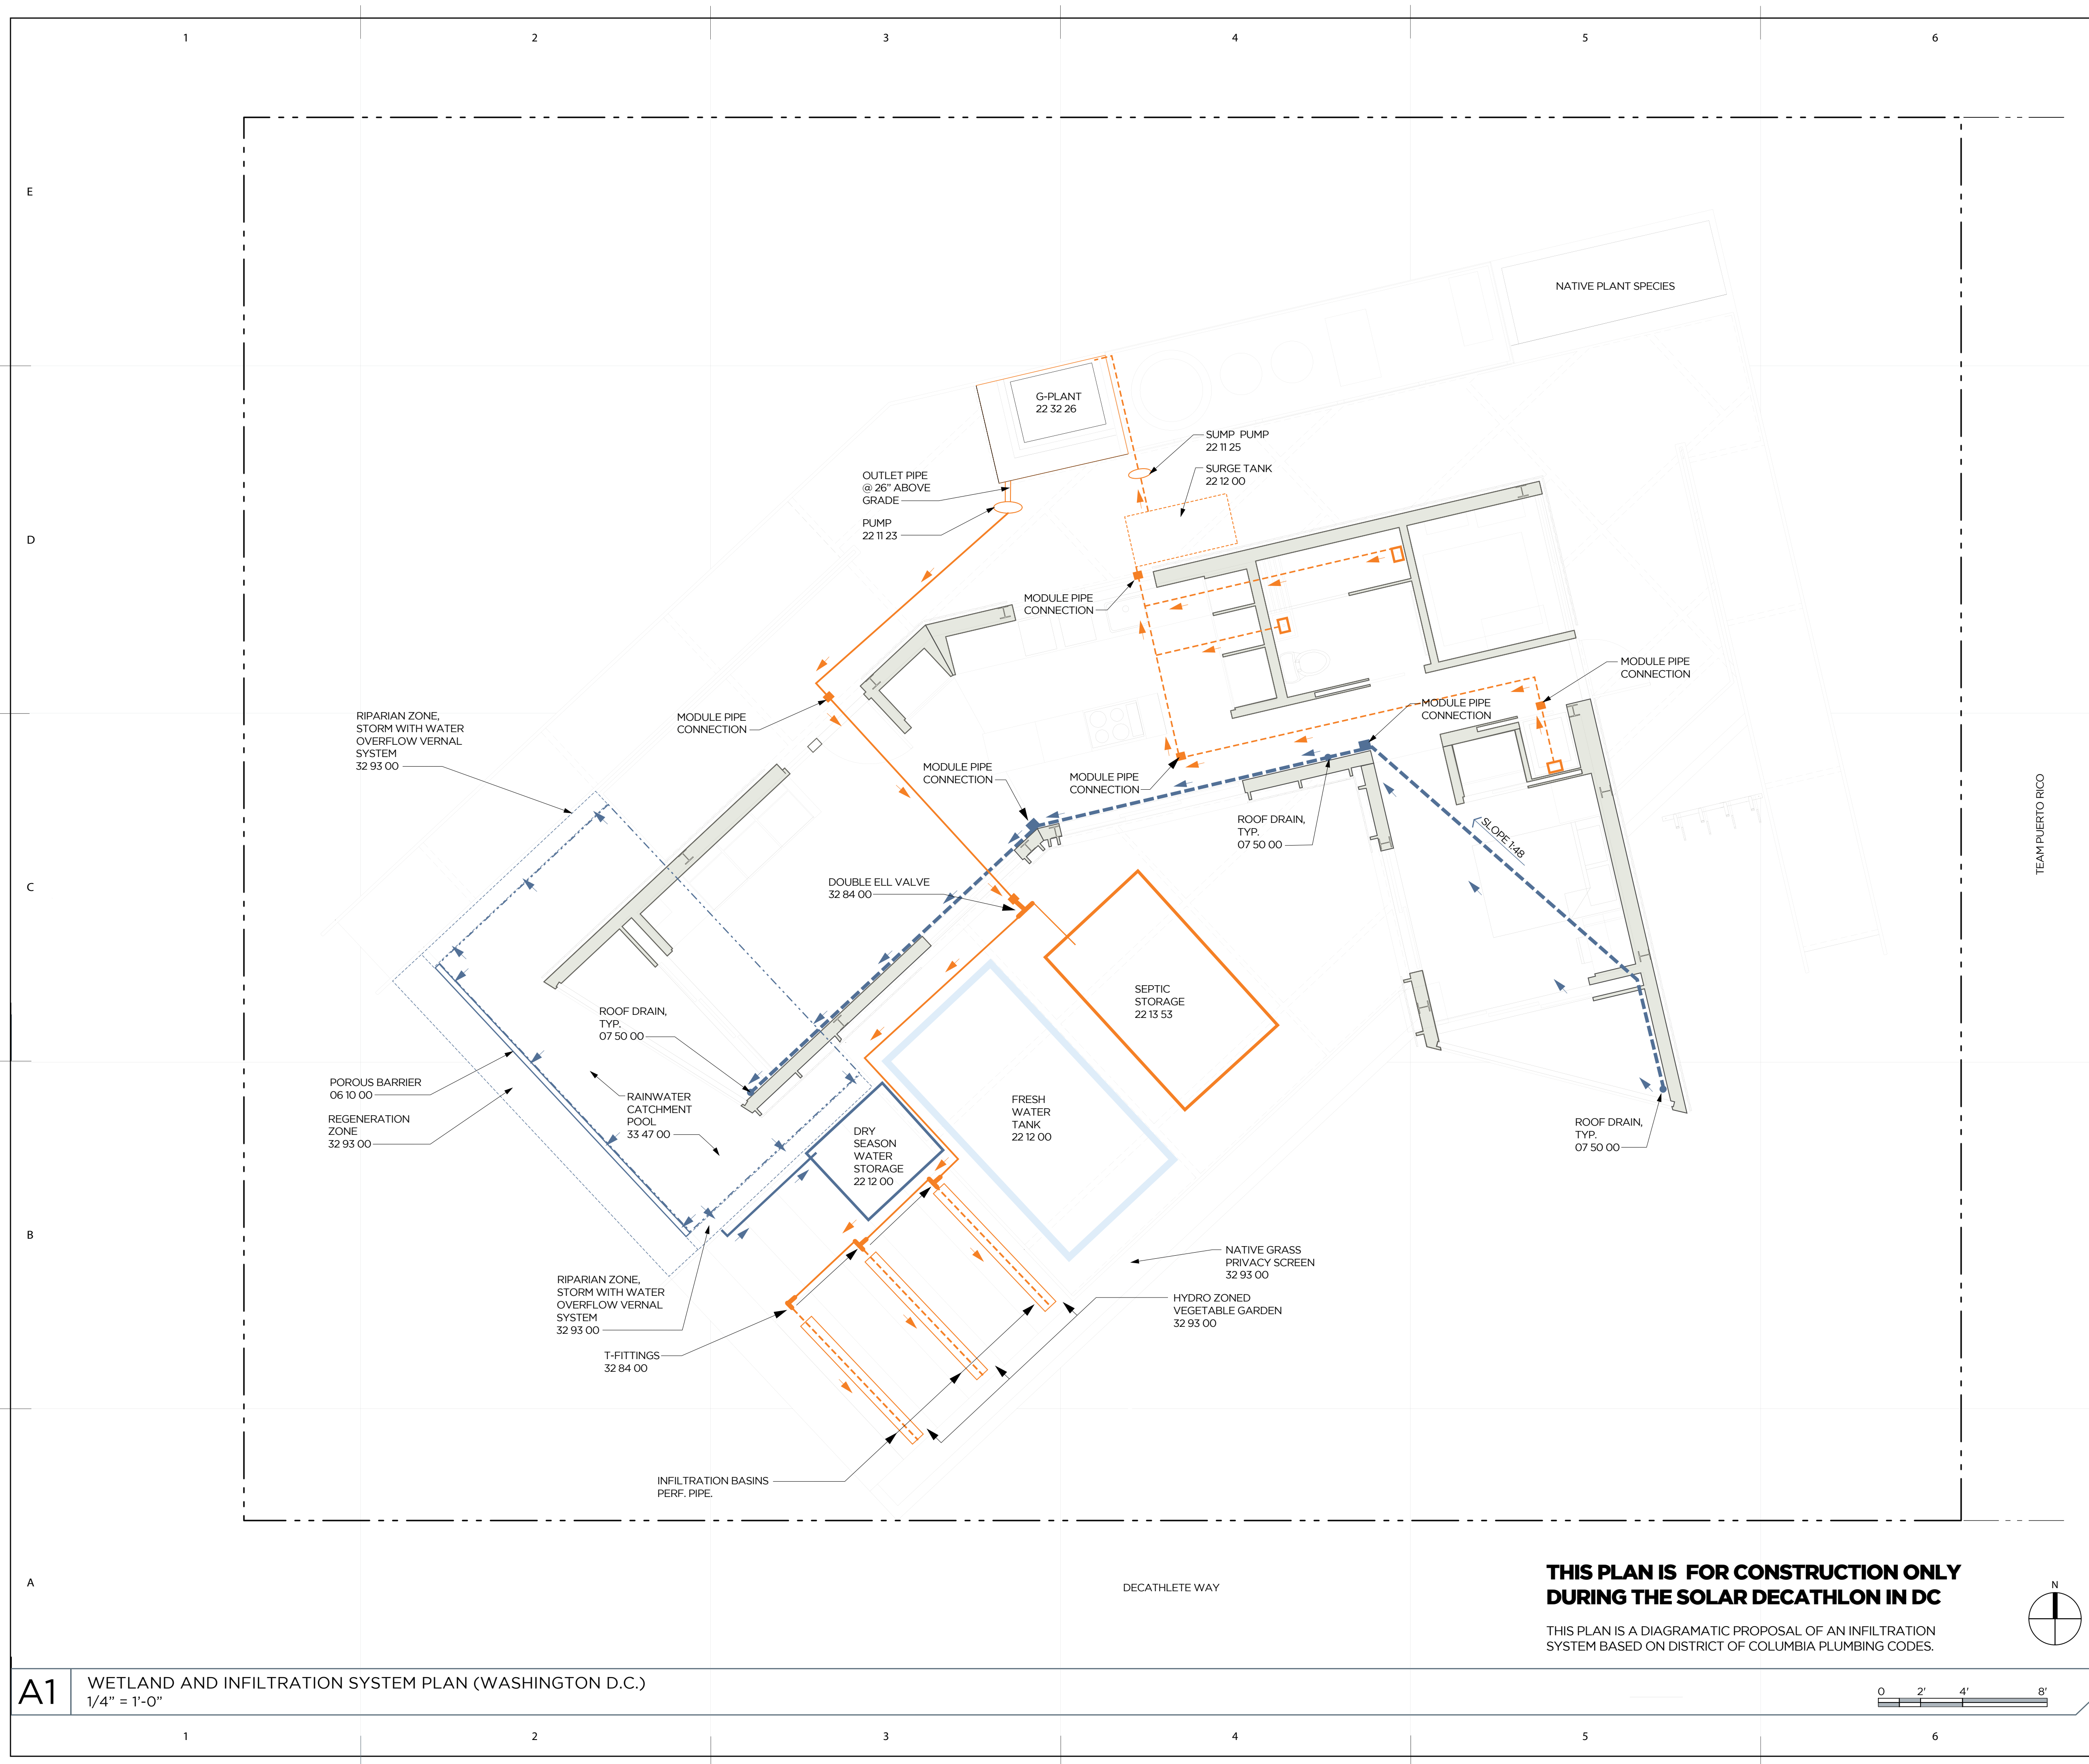 1 2 3 4 5 6
E
NATIVE PLANT SPECIES
G-PLANT
22 32 26
SUMP PUMP
22 11 25
SURGE TANK
22 12 00
OUTLET PIPE
@ 26" ABOVE
GRADE
PUMP
22 11 23
D
MODULE PIPE
CONNECTION
MODULE PIPE
CONNECTION
MODULE PIPE
CONNECTION
RIPARIAN ZONE,
STORM WITH WATER
OVERFLOW VERNAL
SYSTEM
32 93 00
MODULE PIPE
CONNECTION
MODULE PIPE
CONNECTION
MODULE PIPE
CONNECTION
TEAM PUERTO RICO
ROOF DRAIN,
TYP.
07 50 00
SLOPE 1:48
C
DOUBLE ELL VALVE
32 84 00
SEPTIC
STORAGE
22 13 53
ROOF DRAIN,
TYP.
07 50 00
POROUS BARRIER
06 10 00
REGENERATION
ZONE
32 93 00
RAINWATER
CATCHMENT
POOL
33 47 00
FRESH
WATER
TANK
22 12 00
DRY
SEASON
WATER
STORAGE
22 12 00
ROOF DRAIN,
TYP.
07 50 00
B
NATIVE GRASS
PRIVACY SCREEN
32 93 00
RIPARIAN ZONE,
STORM WITH WATER
OVERFLOW VERNAL
SYSTEM
32 93 00
HYDRO ZONED
VEGETABLE GARDEN
32 93 00
T-FITTINGS
32 84 00
INFILTRATION BASINS
PERF. PIPE.
A
DECATHLETE WAY
THIS PLAN IS FOR CONSTRUCTION ONLY
DURING THE SOLAR DECATHLON IN DC
N
THIS PLAN IS A DIAGRAMATIC PROPOSAL OF AN INFILTRATION
SYSTEM BASED ON DISTRICT OF COLUMBIA PLUMBING CODES.
A1
WETLAND AND INFILTRATION SYSTEM PLAN (WASHINGTON D.C.)
1/4" = 1'-0"
0 2' 4' 8'
1 2 3 4 5 6